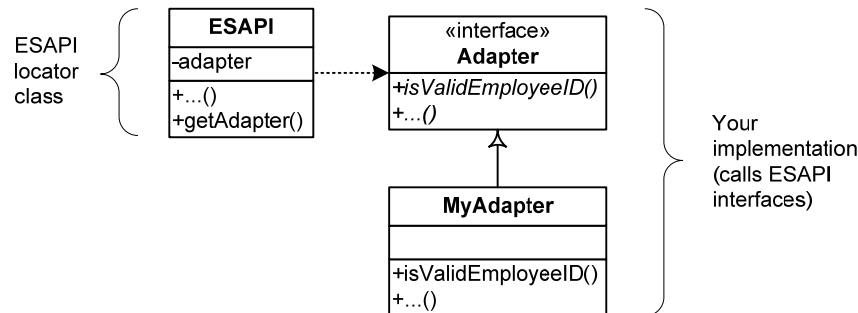 ESAPI
locator
class
ESAPI
-adapter
+...()
+getAdapter()
«interface»
Adapter
+isValidEmployeeID()
+...()
MyAdapter
+isValidEmployeeID()
+...()
Your
implementation
(calls ESAPI
interfaces)